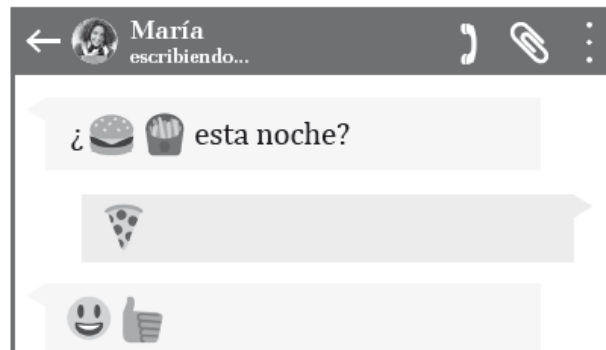 María
escribiendo...
¿🍔🍟 esta noche?
🍕
😃👍